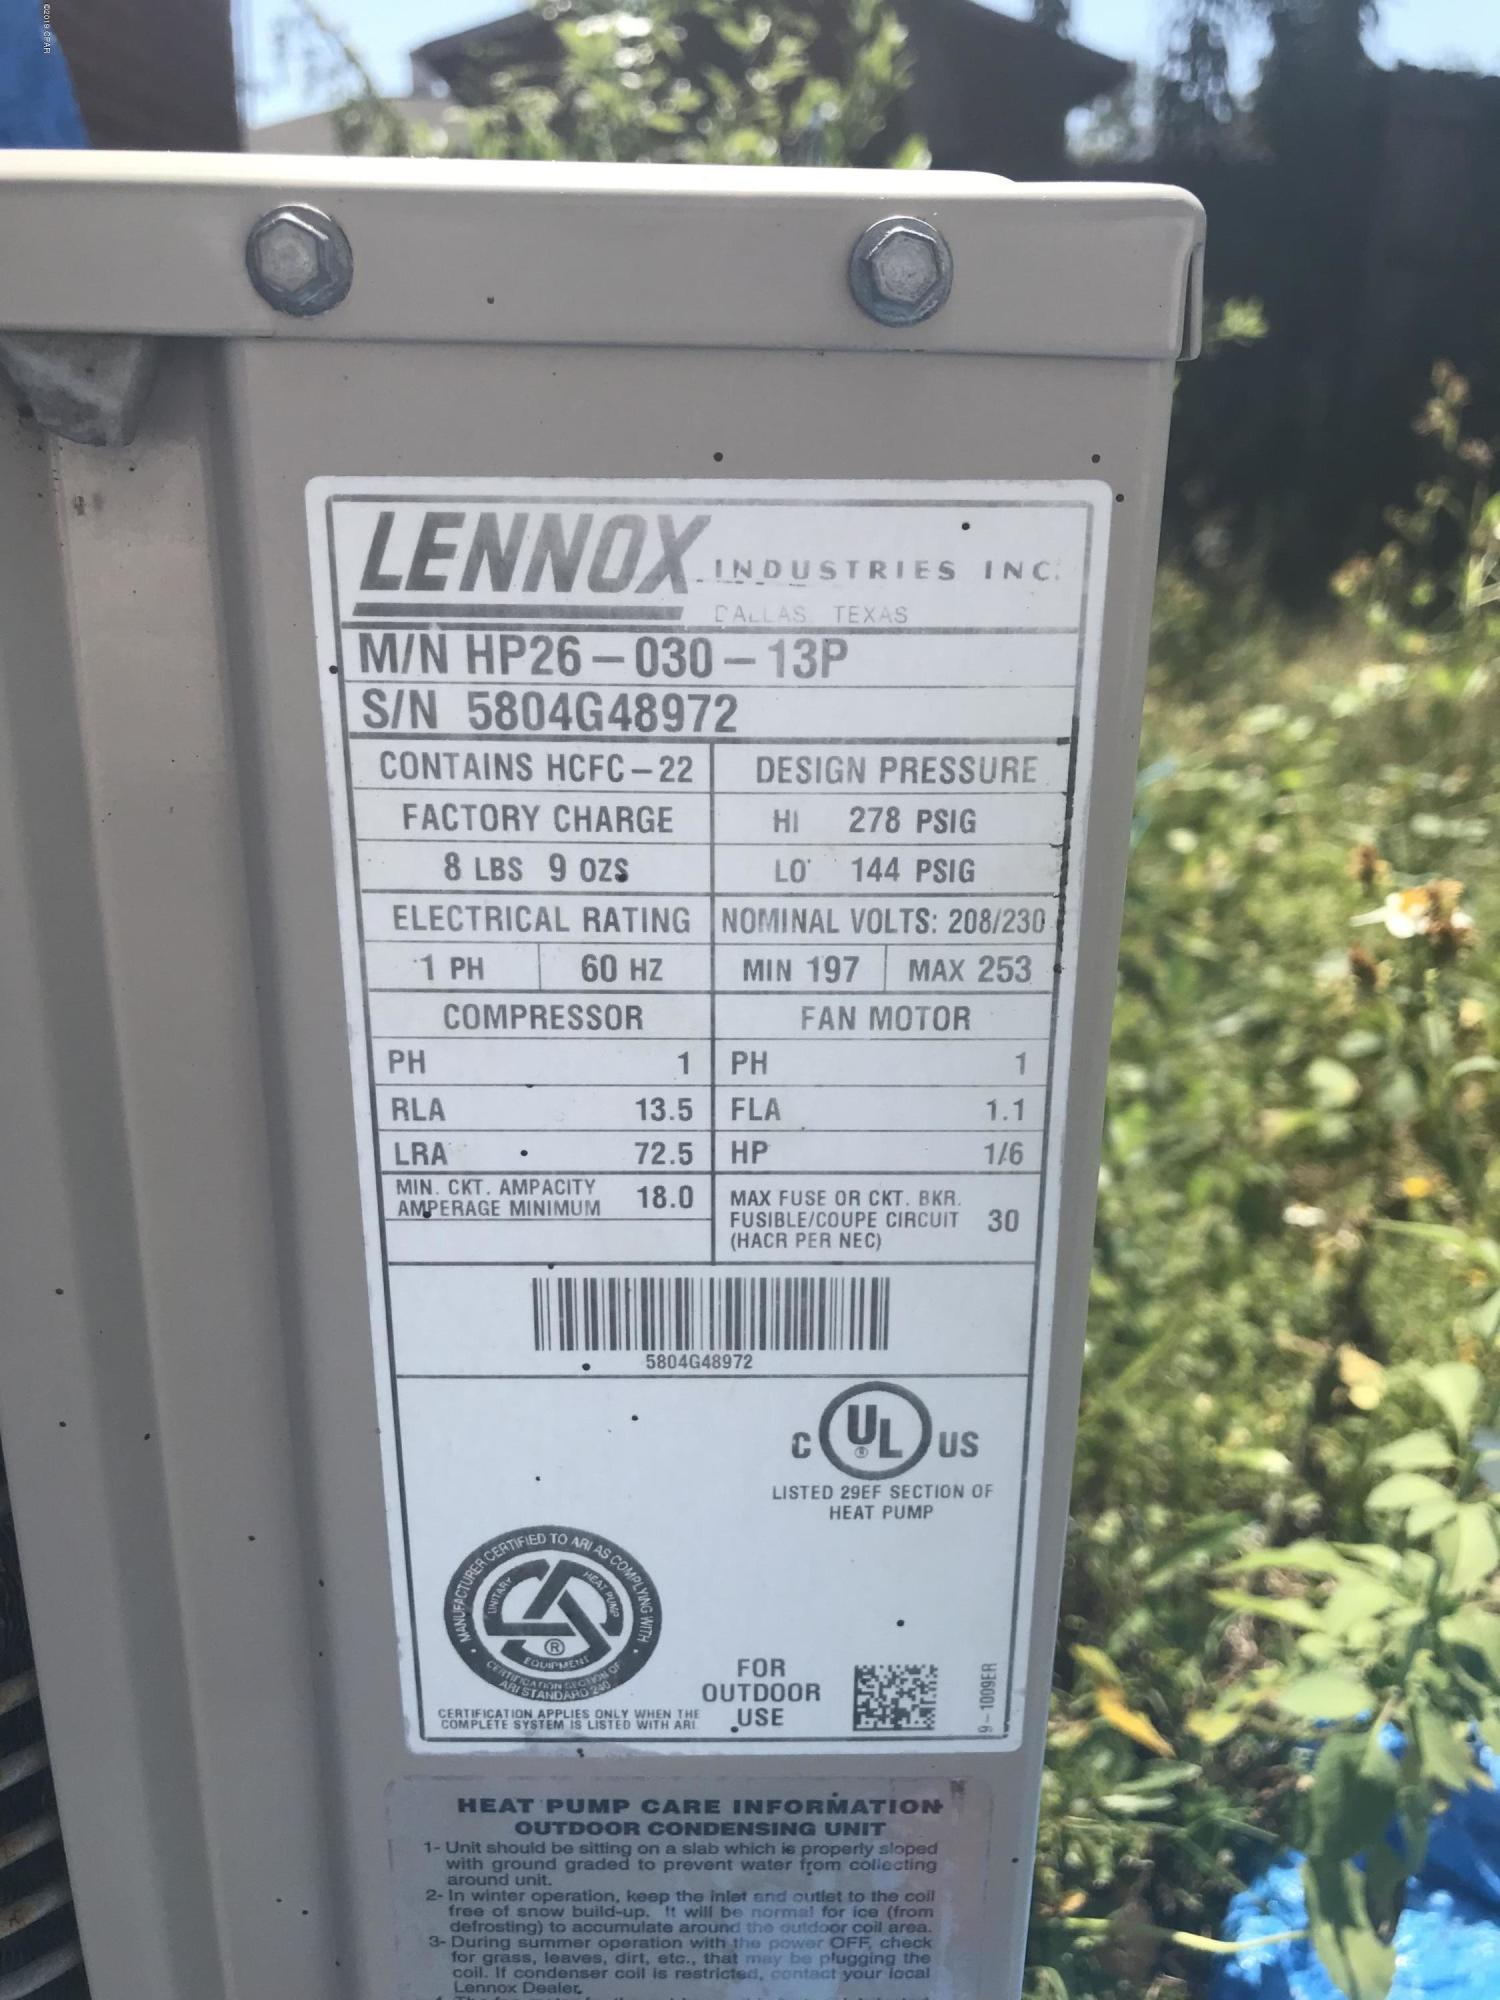 ©2019 CFAR
LENNOX INDUSTRIES INC.
DALLAS, TEXAS
M/N HP26-030-13P
S/N 5804G48972
CONTAINS HCFC-22
DESIGN PRESSURE
FACTORY CHARGE
HI 278 PSIG
8 LBS 9 OZS
LO 144 PSIG
ELECTRICAL RATING
NOMINAL VOLTS: 208/230
1 PH 60 HZ
MIN 197 MAX 253
COMPRESSOR
FAN MOTOR
PH 1
PH 1
RLA 13.5
FLA 1.1
LRA 72.5
HP 1/6
MIN. CKT. AMPACITY
AMPERAGE MINIMUM 18.0
MAX FUSE OR CKT. BKR.
FUSIBLE/COUPE CIRCUIT 30
(HACR PER NEC)
5804G48972
C UL ® US
LISTED 29EF SECTION OF
HEAT PUMP
MANUFACTURER CERTIFIED TO ARI AS COMPLYING WITH
UNITARY HEAT PUMP
®
EQUIPMENT
CERTIFICATION SECTION OF
ARI STANDARD 240
CERTIFICATION APPLIES ONLY WHEN THE
COMPLETE SYSTEM IS LISTED WITH ARI.
FOR
OUTDOOR
USE
9-1009ER
HEAT PUMP CARE INFORMATION
OUTDOOR CONDENSING UNIT
1- Unit should be sitting on a slab which is properly sloped
with ground graded to prevent water from collecting
around unit.
2- In winter operation, keep the inlet and outlet to the coil
free of snow build-up. It will be normal for ice (from
defrosting) to accumulate around the outdoor coil area.
3- During summer operation with the power OFF, check
for grass, leaves, dirt, etc., that may be plugging the
coil. If condenser coil is restricted, contact your local
Lennox Dealer.